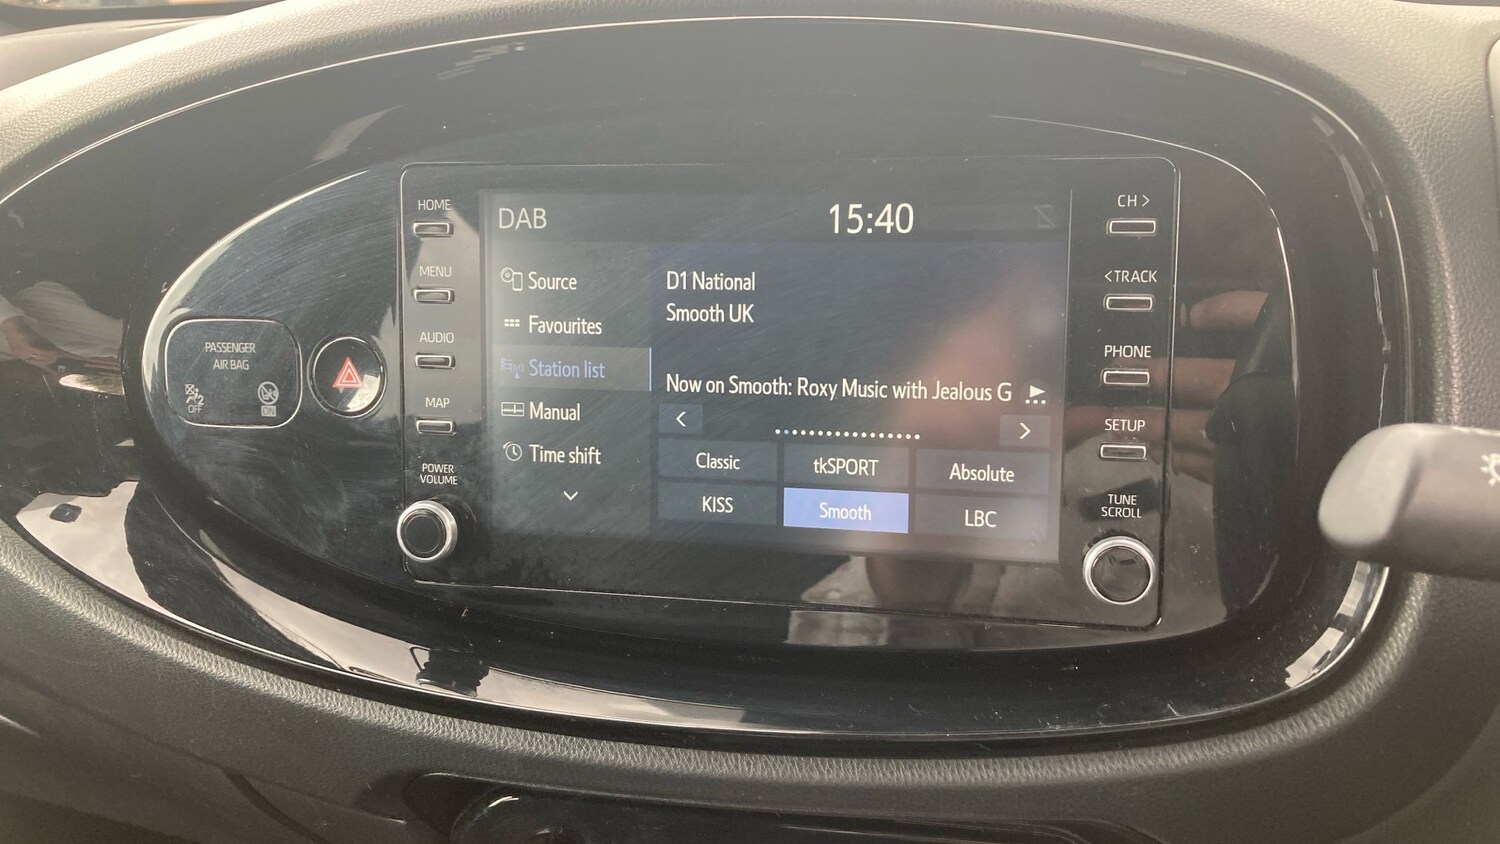 HOME
MENU
AUDIO
MAP
POWER
VOLUME
PASSENGER
AIR BAG
2
OFF
ON
DAB
15:40
Source
Favourites
Station list
Manual
Time shift
D1 National
Smooth UK
Now on Smooth: Roxy Music with Jealous G
Classic
tkSPORT
Absolute
KISS
Smooth
LBC
CH >
< TRACK
PHONE
SETUP
TUNE
SCROLL